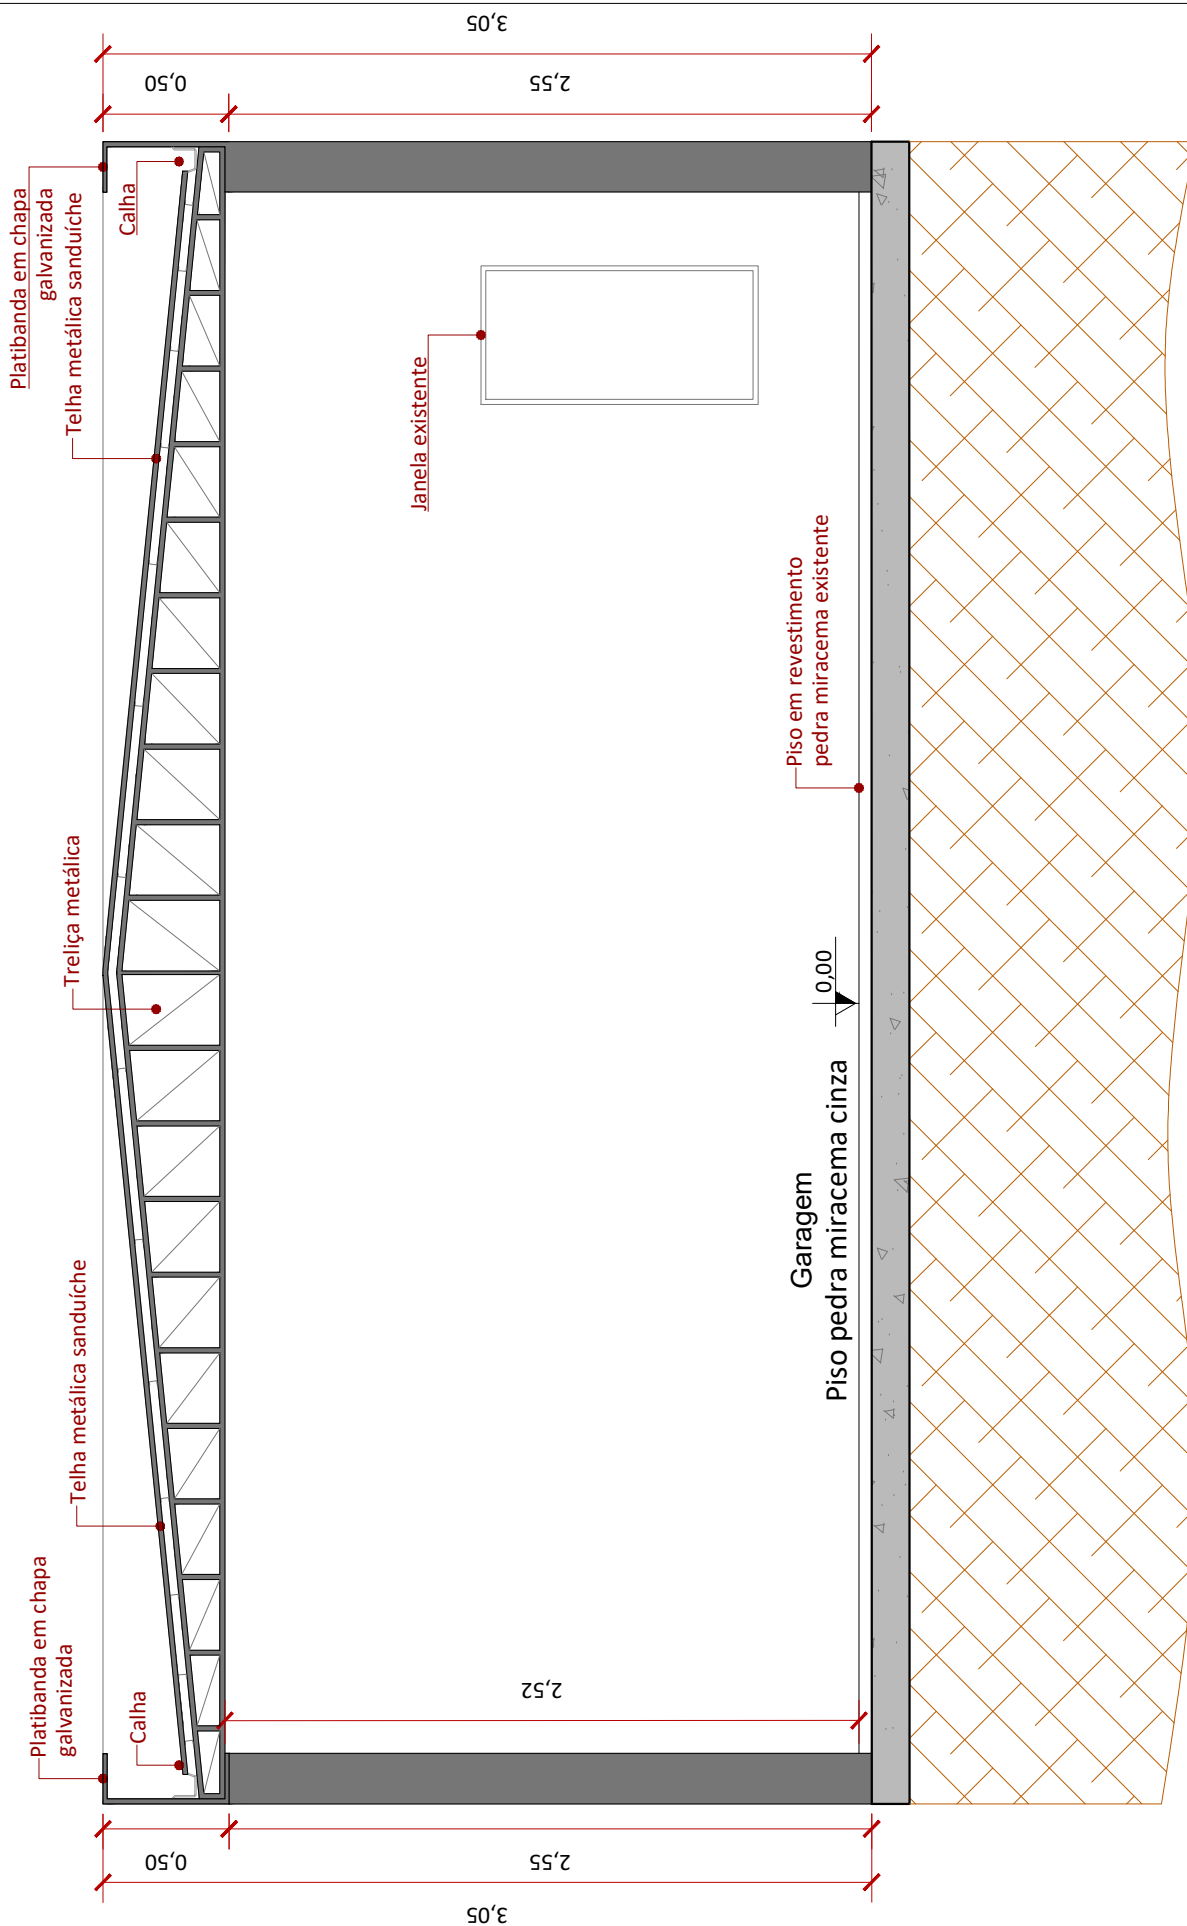 Platibanda em chapa
galvanizada
Calha
Telha metálica sanduíche
Treliça metálica
Platibanda em chapa
galvanizada
Telha metálica sanduíche
Calha
0,50
2,55
3,05
2,52
Janela existente
Piso em revestimento
pedra miracema existente
0,00
Garagem
Piso pedra miracema cinza
0,50
2,55
3,05